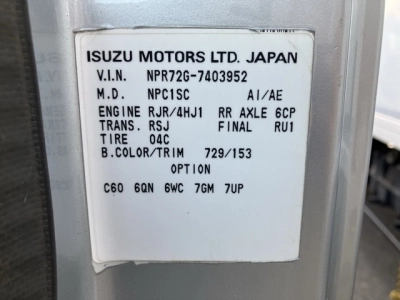 ISUZU MOTORS LTD. JAPAN
V.I.N. NPR72G-7403952
M.D. NPC1SC AI/AE
ENGINE RJR/4HJ1 RR AXLE 6CP
TRANS. RSJ FINAL RU1
TIRE 04C
B.COLOR/TRIM 729/153
OPTION
C60 6QN 6WC 7GM 7UP